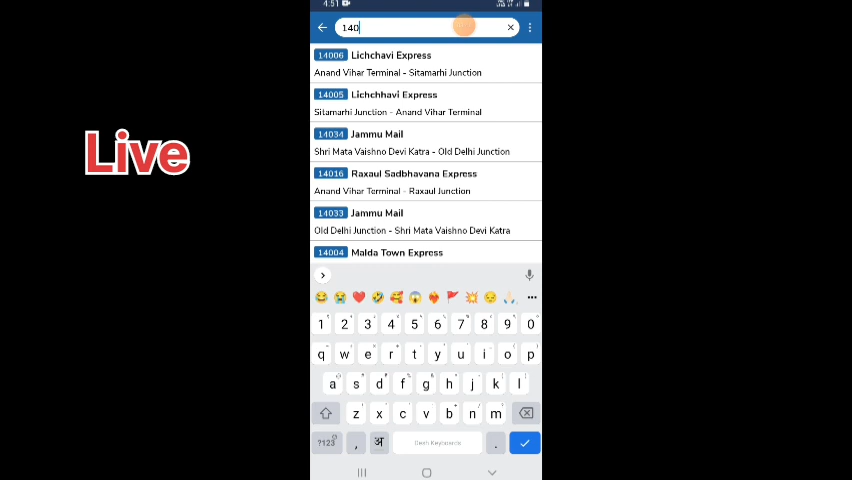 4:51
140
14006 Lichchavi Express
Anand Vihar Terminal - Sitamarhi Junction
14005 Lichchhavi Express
Sitamarhi Junction - Anand Vihar Terminal
Live
14034 Jammu Mail
Shri Mata Vaishno Devi Katra - Old Delhi Junction
14016 Raxaul Sadbhavana Express
Anand Vihar Terminal - Raxaul Junction
14033 Jammu Mail
Old Delhi Junction - Shri Mata Vaishno Devi Katra
14004 Malda Town Express
1 2 3 4 5 6 7 8 9 0
q w e r t y u i o p
a s d f g h j k l
z x c v b n m
?123 , अ Desh Keyboards .